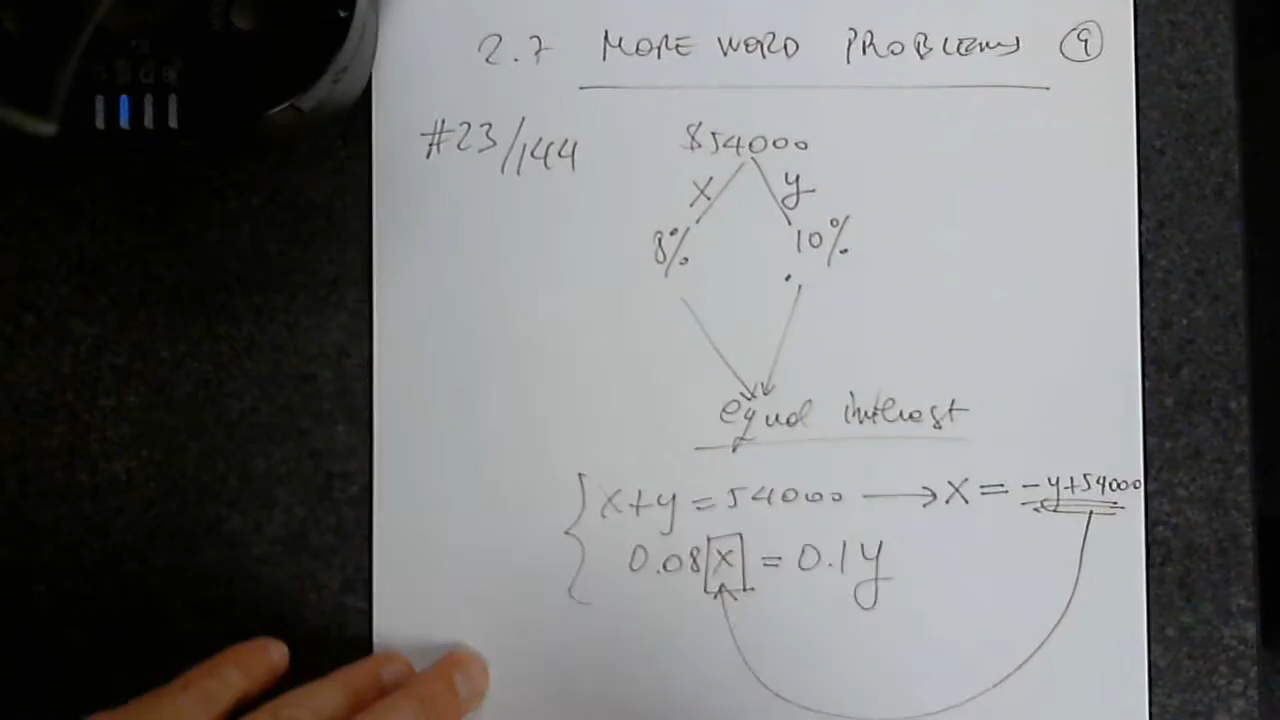 2.7 MORE WORD PROBLEMS 9
#23/144
$54000
x y
8% 10%
equal interest
x+y=54000 → x = -y+54000
0.08 x = 0.1y